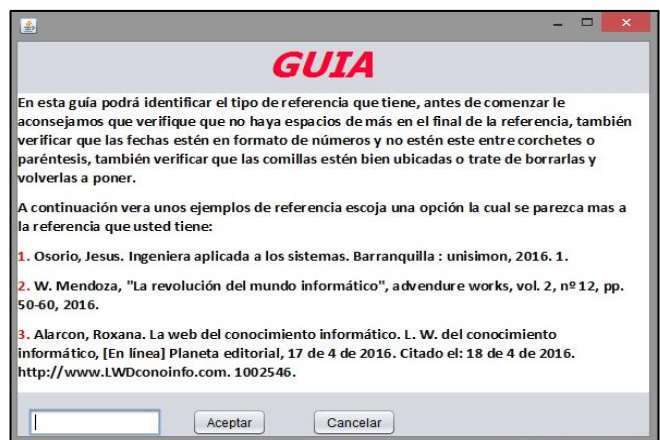 GUIA
En esta guía podrá identificar el tipo de referencia que tiene, antes de comenzar le
aconsejamos que verifique que no haya espacios de más en el final de la referencia, también
verificar que las fechas estén en formato de números y no estén este entre corchetes o
paréntesis, también verificar que las comillas estén bien ubicadas o trate de borrarlas y
volverlas a poner.
A continuación vera unos ejemplos de referencia escoja una opción la cual se parezca mas a
la referencia que usted tiene:
1. Osorio, Jesus. Ingeniera aplicada a los sistemas. Barranquilla : unisimon, 2016. 1.
2. W. Mendoza, "La revolución del mundo informático", advendure works, vol. 2, nº 12, pp.
50-60, 2016.
3. Alarcon, Roxana. La web del conocimiento informático. L. W. del conocimiento
informático, [En línea] Planeta editorial, 17 de 4 de 2016. Citado el: 18 de 4 de 2016.
http://www.LWDconoinfo.com. 1002546.
Aceptar Cancelar